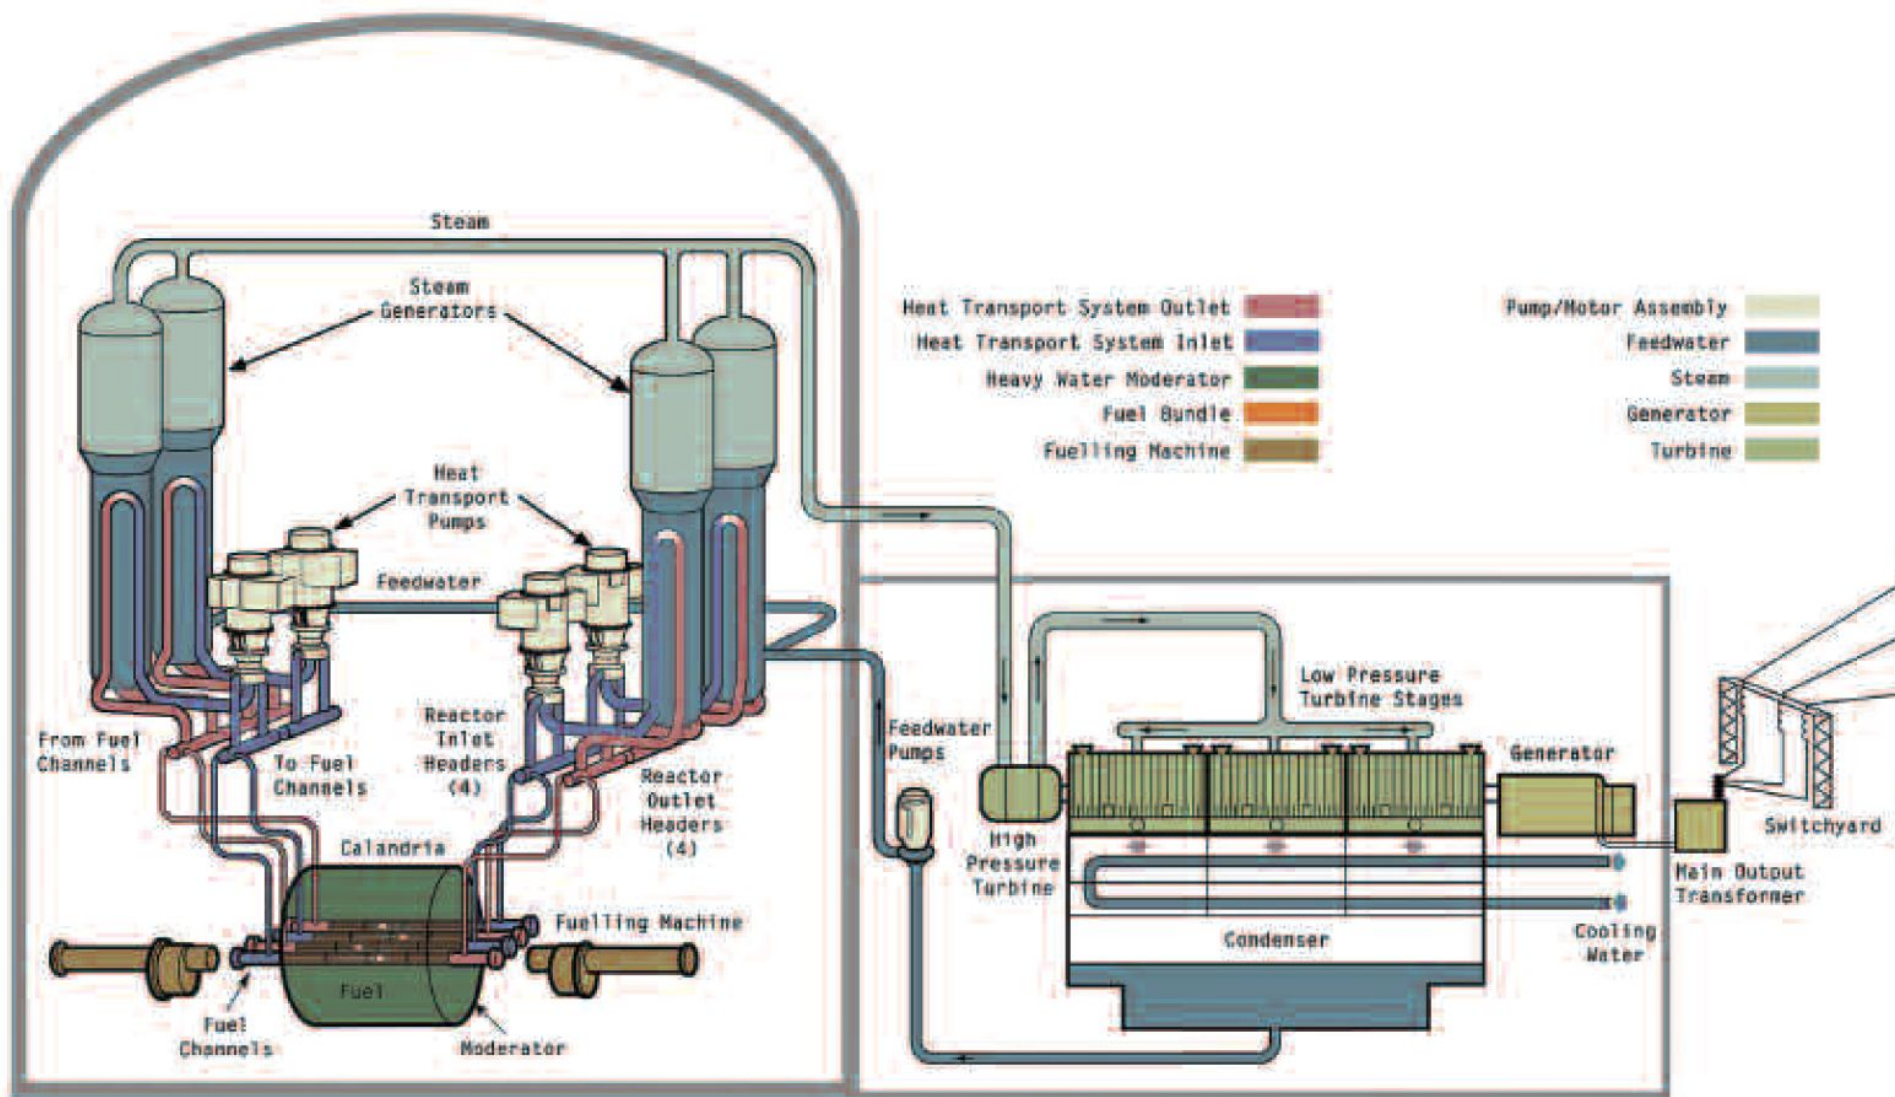 Steam
Steam
Generators
Heat
Transport
Pumps
Feedwater
From Fuel
Channels
To Fuel
Channels
Reactor
Inlet
Headers
(4)
Reactor
Outlet
Headers
(4)
Calandria
Fuelling Machine
Fuel
Fuel
Channels
Moderator
Heat Transport System Outlet
Heat Transport System Inlet
Heavy Water Moderator
Fuel Bundle
Fuelling Machine
Pump/Motor Assembly
Feedwater
Steam
Generator
Turbine
Feedwater
Pumps
High
Pressure
Turbine
Low Pressure
Turbine Stages
Generator
Condenser
Cooling
Water
Main Output
Transformer
Switchyard